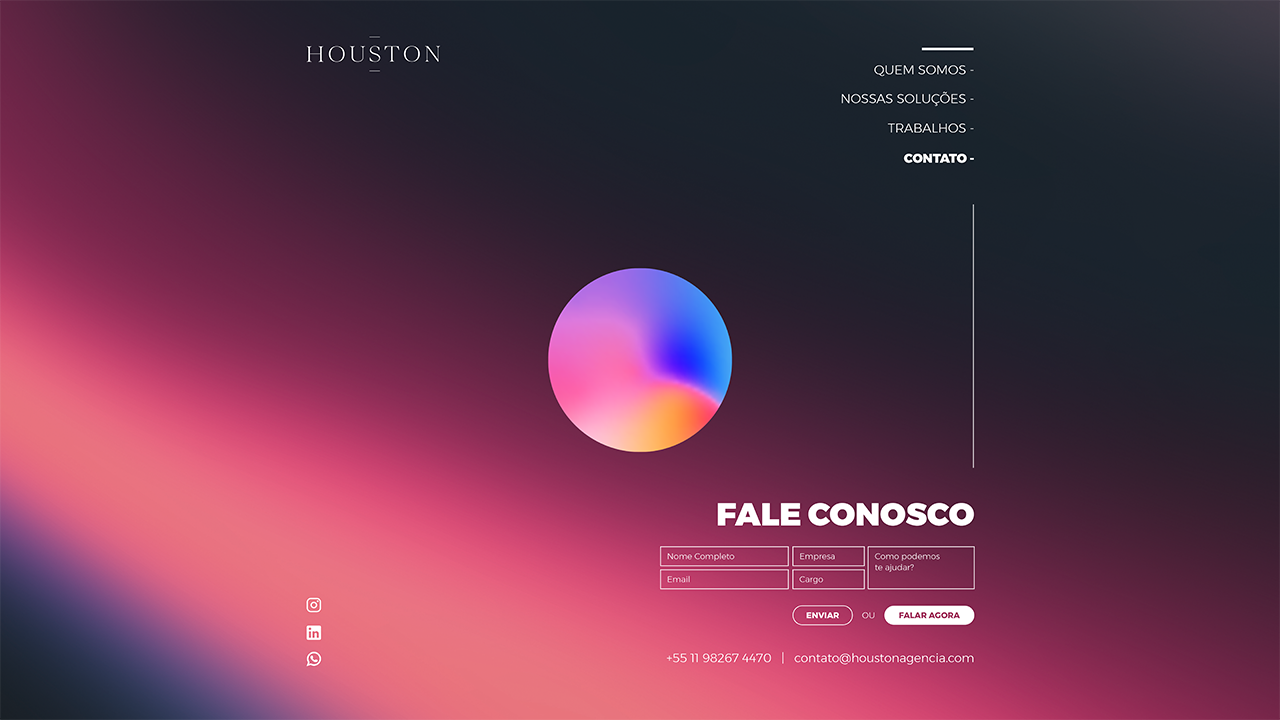 HOUSTON
QUEM SOMOS -
NOSSAS SOLUÇÕES -
TRABALHOS -
CONTATO -
FALE CONOSCO
Nome Completo
Empresa
Como podemos
te ajudar?
Email
Cargo
ENVIAR
OU
FALAR AGORA
in
+55 11 98267 4470 | contato@houstonagencia.com